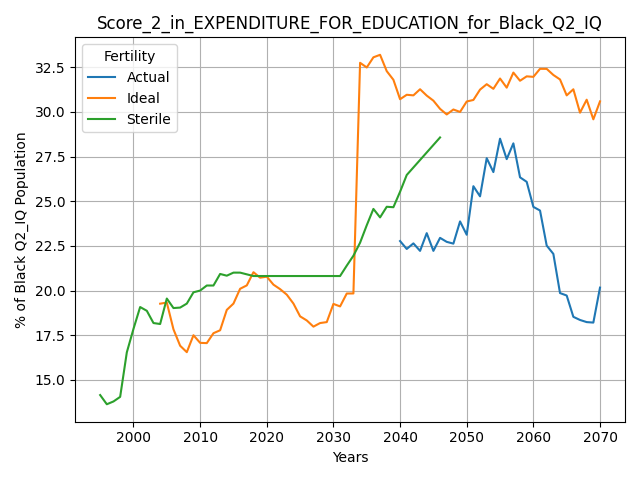 Score_2_in_EXPENDITURE_FOR_EDUCATION_for_Black_Q2_IQ
Fertility
Actual
Ideal
Sterile
% of Black Q2_IQ Population
32.5
30.0
27.5
25.0
22.5
20.0
17.5
15.0
2000 2010 2020 2030 2040 2050 2060 2070
Years